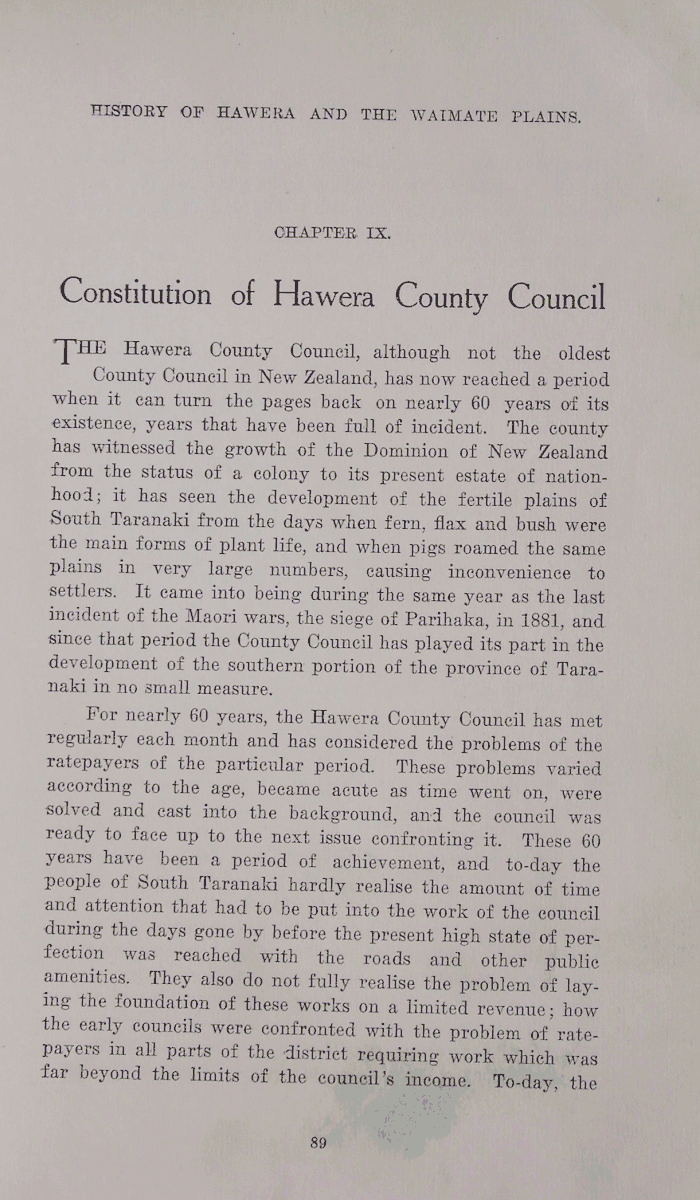 HISTORY OF HAWERA AND THE WAIMATE PLAINS.
CHAPTER IX.
Constitution of Hawera County Council
THE Hawera County Council, although not the oldest
County Council in New Zealand, has now reached a period
when it can turn the pages back on nearly 60 years of its
existence, years that have been full of incident. The county
has witnessed the growth of the Dominion of New Zealand
from the status of a colony to its present estate of nation-
hood; it has seen the development of the fertile plains of
South Taranaki from the days when fern, flax and bush were
the main forms of plant life, and when pigs roamed the same
plains in very large numbers, causing inconvenience to
settlers. It came into being during the same year as the last
incident of the Maori wars, the siege of Parihaka, in 1881, and
since that period the County Council has played its part in the
development of the southern portion of the province of Tara-
naki in no small measure.
For nearly 60 years, the Hawera County Council has met
regularly each month and has considered the problems of the
ratepayers of the particular period. These problems varied
according to the age, became acute as time went on, were
solved and cast into the background, and the council was
ready to face up to the next issue confronting it. These 60
years have been a period of achievement, and to-day the
people of South Taranaki hardly realise the amount of time
and attention that had to be put into the work of the council
during the days gone by before the present high state of per-
fection was reached with the roads and other public
amenities. They also do not fully realise the problem of lay-
ing the foundation of these works on a limited revenue; how
the early councils were confronted with the problem of rate-
payers in all parts of the district requiring work which was
far beyond the limits of the council's income. To-day, the
89